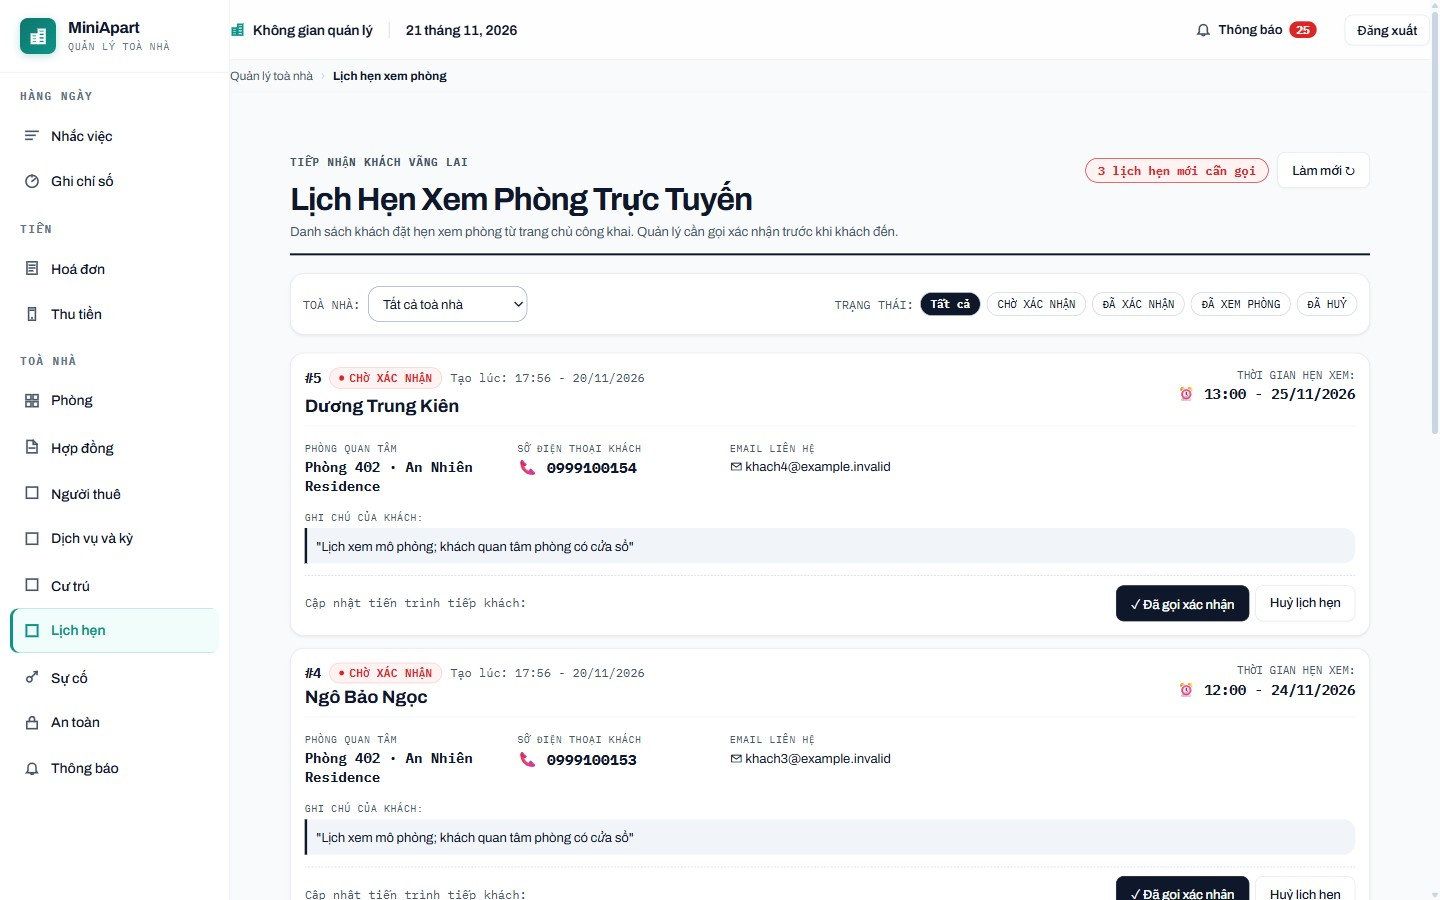 MiniApart
QUẢN LÝ TOÀ NHÀ
HÀNG NGÀY
Nhắc việc
Ghi chí số
TIỀN
Hoá đơn
Thu tiền
TOÀ NHÀ
Phòng
Hợp đồng
Người thuê
Dịch vụ và kỳ
Cư trú
Lịch hẹn
Sự cố
An toàn
Thông báo
Không gian quản lý
21 tháng 11, 2026
Thông báo 25
Đăng xuất
Quản lý toà nhà › Lịch hẹn xem phòng
TIẾP NHẬN KHÁCH VÃNG LAI
Lịch Hẹn Xem Phòng Trực Tuyến
Danh sách khách đặt hẹn xem phòng từ trang chủ công khai. Quản lý cần gọi xác nhận trước khi khách đến.
3 lịch hẹn mới cần gọi
Làm mới ↻
TOÀ NHÀ: Tất cả toà nhà
TRẠNG THÁI: Tất cả CHỜ XÁC NHẬN ĐÃ XÁC NHẬN ĐÃ XEM PHÒNG ĐÃ HUỶ
#5 • CHỜ XÁC NHẬN Tạo lúc: 17:56 - 20/11/2026
Dương Trung Kiên
THỜI GIAN HẸN XEM:
⏰ 13:00 - 25/11/2026
PHÒNG QUAN TÂM
Phòng 402 · An Nhiên
Residence
SỐ ĐIỆN THOẠI KHÁCH
📞 0999100154
EMAIL LIÊN HỆ
✉ khach4@example.invalid
GHI CHÚ CỦA KHÁCH:
"Lịch xem mô phỏng; khách quan tâm phòng có cửa sổ"
Cập nhật tiến trình tiếp khách:
✓ Đã gọi xác nhận
Huỷ lịch hẹn
#4 • CHỜ XÁC NHẬN Tạo lúc: 17:56 - 20/11/2026
Ngô Bảo Ngọc
THỜI GIAN HẸN XEM:
⏰ 12:00 - 24/11/2026
PHÒNG QUAN TÂM
Phòng 402 · An Nhiên
Residence
SỐ ĐIỆN THOẠI KHÁCH
📞 0999100153
EMAIL LIÊN HỆ
✉ khach3@example.invalid
GHI CHÚ CỦA KHÁCH:
"Lịch xem mô phỏng; khách quan tâm phòng có cửa sổ"
Cập nhật tiến trình tiếp khách:
✓ Đã gọi xác nhận
Huỷ lịch hẹn